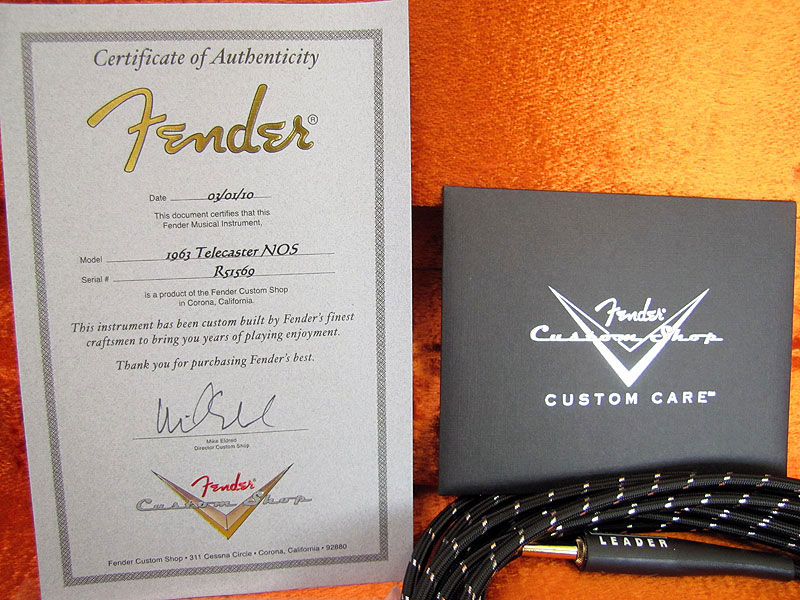 Certificate of Authenticity
Fender®
Date 03/01/10
This document certifies that this
Fender Musical Instrument,
Model 1963 Telecaster NOS
Serial # R51569
is a product of the Fender Custom Shop
in Corona, California.
This instrument has been custom built by Fender's finest
craftsmen to bring you years of playing enjoyment.
Thank you for purchasing Fender's best.
Mike Eldred
Director Custom Shop
Fender
Custom Shop
Fender Custom Shop • 311 Cessna Circle • Corona, California • 92880
Fender
Custom Shop
CUSTOM CARE℠
LEADER